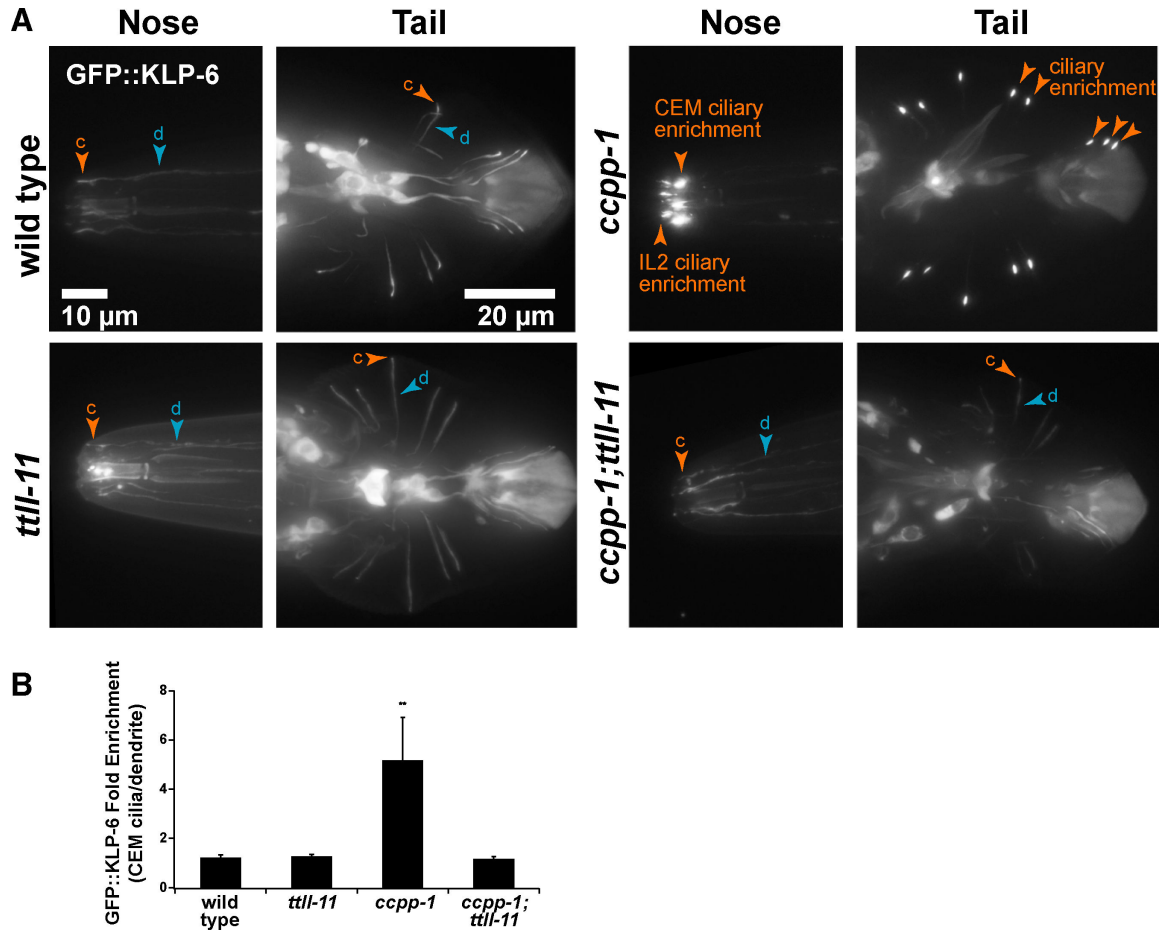 A
Nose
Tail
Nose
Tail
wild type
GFP::KLP-6
c
d
10 µm
c
d
20 µm
ccpp-1
CEM ciliary
enrichment
IL2 ciliary
enrichment
ciliary
enrichment
ttll-11
c
d
c
d
ccpp-1;ttll-11
c
d
c
d
B
GFP::KLP-6 Fold Enrichment
(CEM cilia/dendrite)
8
6
4
2
0
**
wild
type
ttll-11
ccpp-1
ccpp-1;
ttll-11